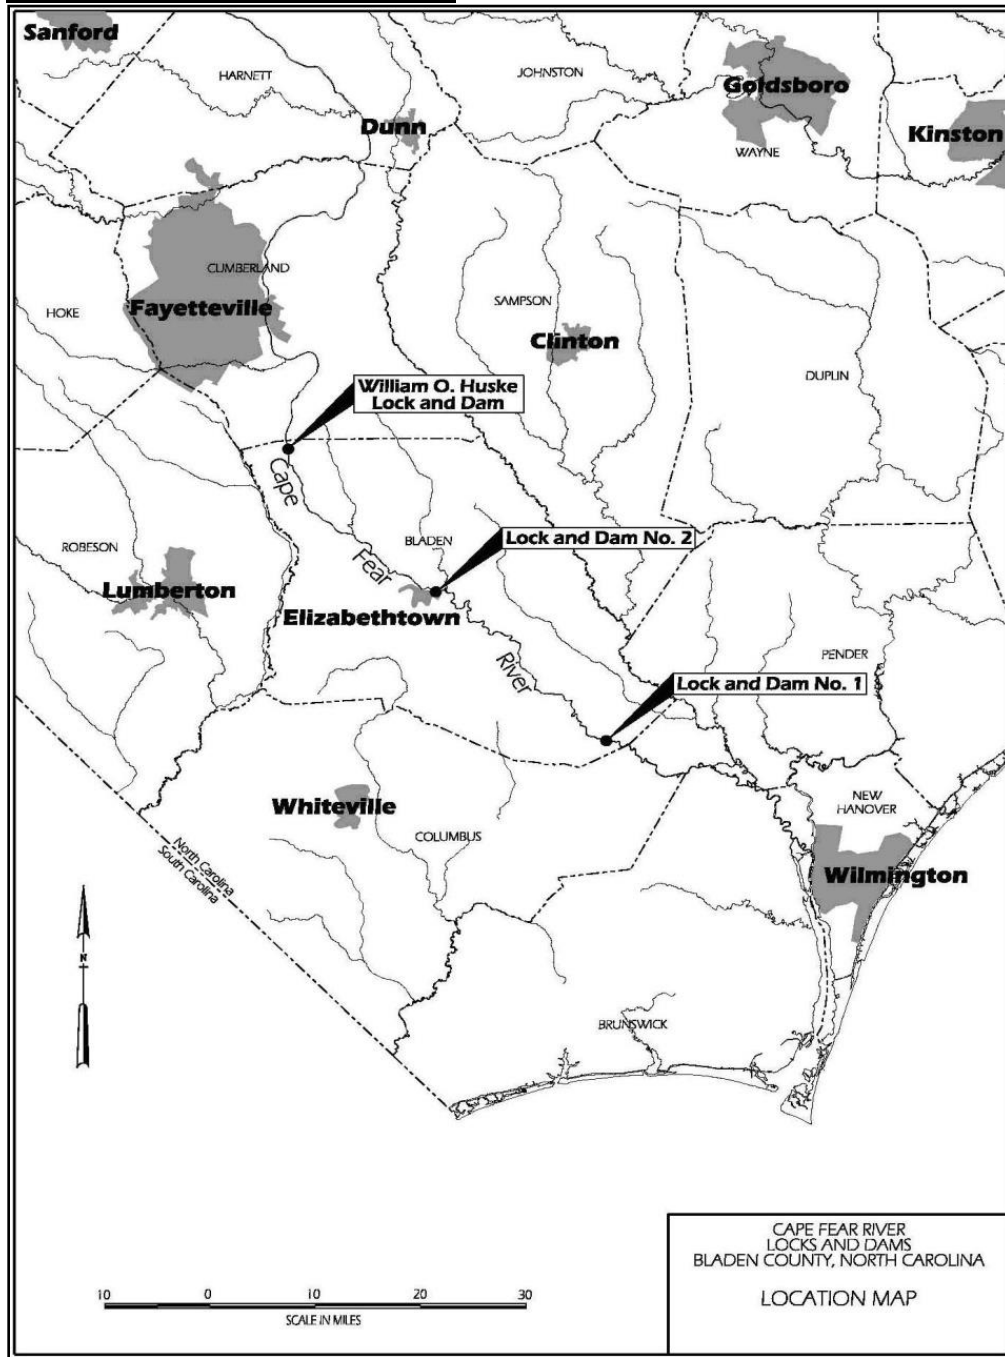 Sanford
HARNETT
JOHNSTON
Goldsboro
Dunn
Kinston
WAYNE
CUMBERLAND
Fayetteville
HOKE
SAMPSON
Clinton
DUPLIN
William O. Huske
Lock and Dam
Cape
Fear
River
ROBESON
BLADEN
Lock and Dam No. 2
Lumberton
Elizabethtown
PENDER
Lock and Dam No. 1
NEW
HANOVER
Whiteville
COLUMBUS
North Carolina
South Carolina
Wilmington
N
BRUNSWICK
CAPE FEAR RIVER
LOCKS AND DAMS
BLADEN COUNTY, NORTH CAROLINA
LOCATION MAP
10 0 10 20 30
SCALE IN MILES